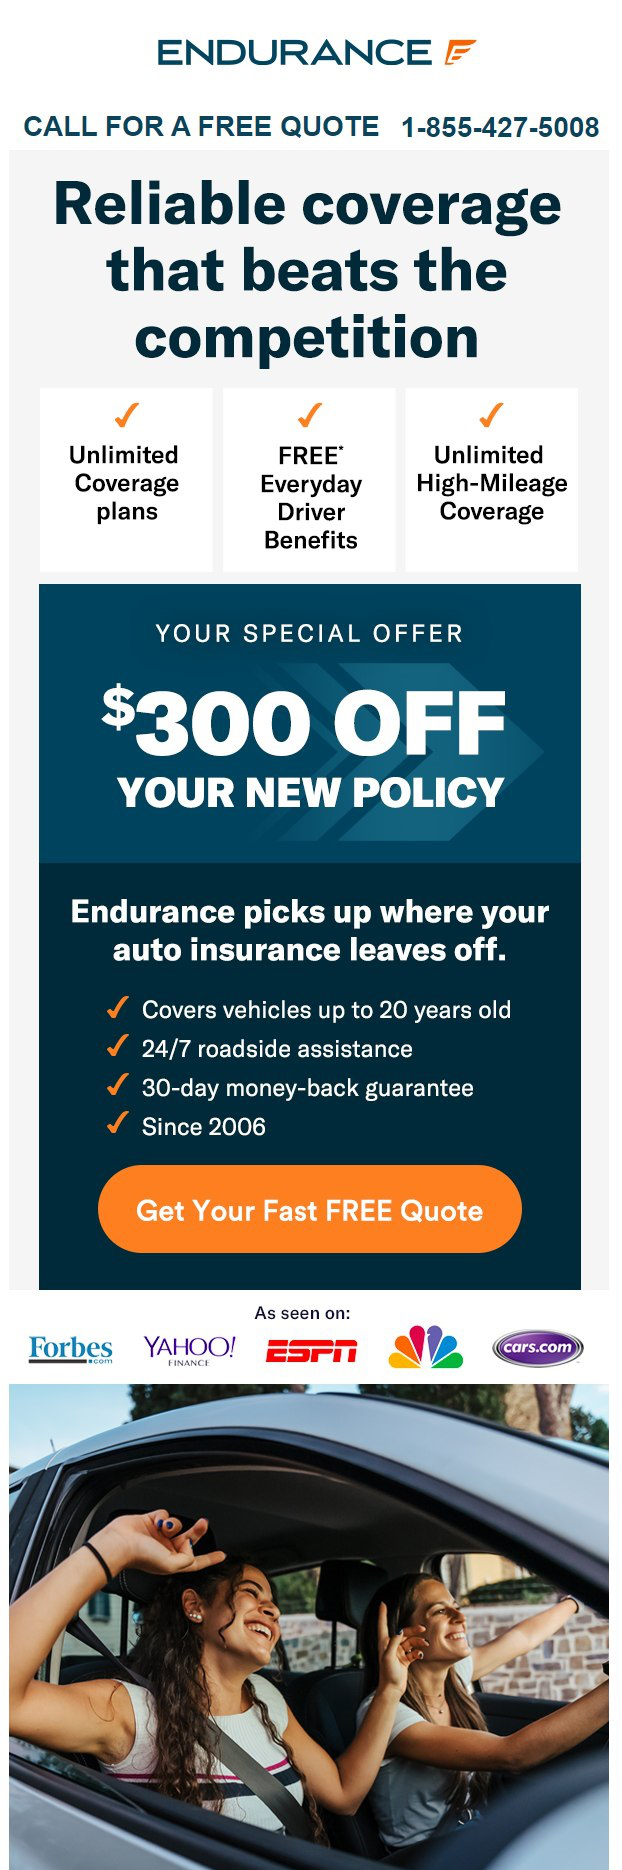 ENDURANCE
CALL FOR A FREE QUOTE 1-855-427-5008
Reliable coverage
that beats the
competition
✓ ✓ ✓
Unlimited
Coverage
plans
FREE*
Everyday
Driver
Benefits
Unlimited
High-Mileage
Coverage
YOUR SPECIAL OFFER
$300 OFF
YOUR NEW POLICY
Endurance picks up where your
auto insurance leaves off.
✓ Covers vehicles up to 20 years old
✓ 24/7 roadside assistance
✓ 30-day money-back guarantee
✓ Since 2006
Get Your Fast FREE Quote
As seen on:
Forbes
.com
YAHOO!
FINANCE
ESPN
cars.com